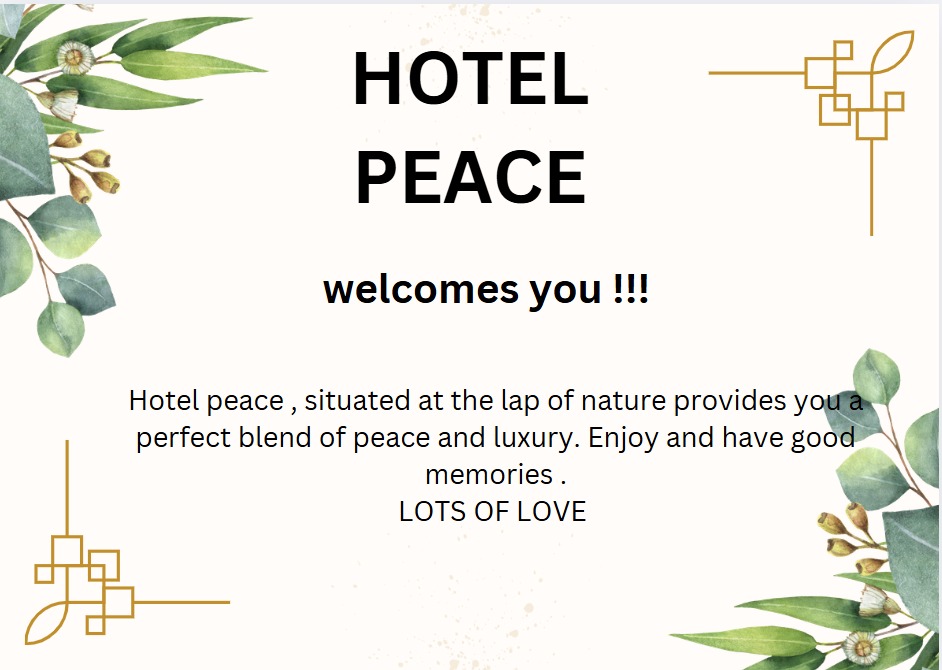 HOTEL
PEACE
welcomes you !!!
Hotel peace , situated at the lap of nature provides you a
perfect blend of peace and luxury. Enjoy and have good
memories .
LOTS OF LOVE